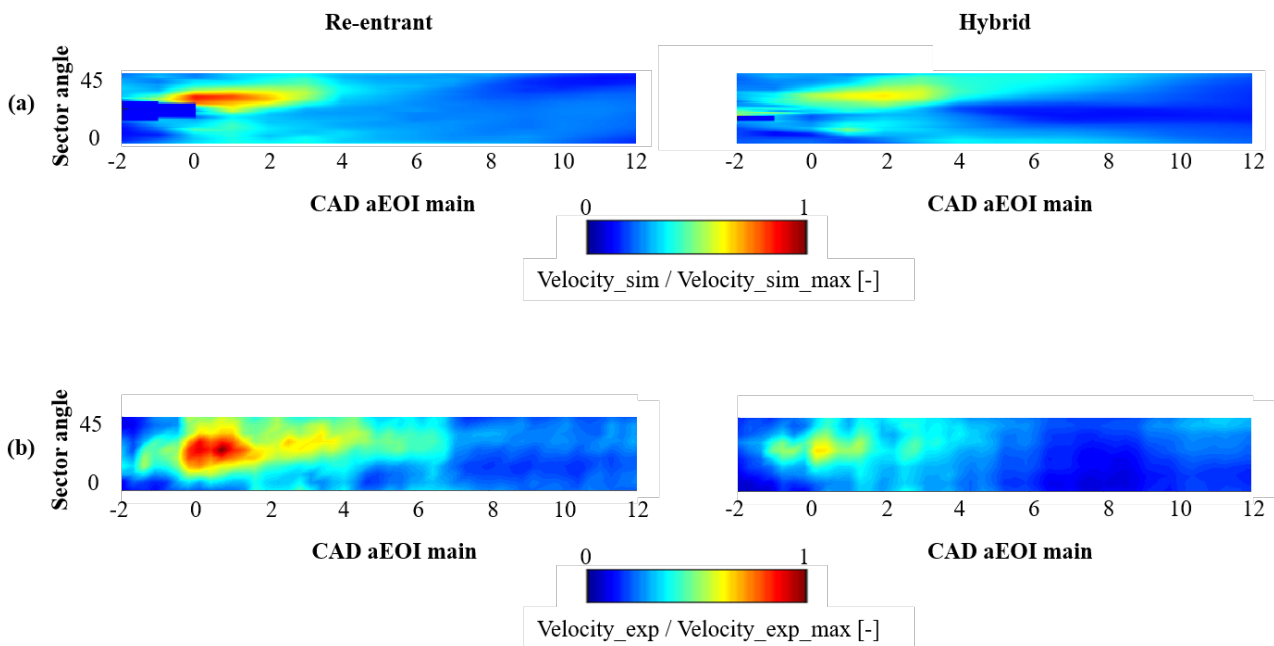 Re-entrant Hybrid
(a) Sector angle 45 0
-2 0 2 4 6 8 10 12 -2 0 2 4 6 8 10 12
CAD aEOI main CAD aEOI main
0 1
Velocity_sim / Velocity_sim_max [-]
(b) Sector angle 45 0
-2 0 2 4 6 8 10 12 -2 0 2 4 6 8 10 12
CAD aEOI main CAD aEOI main
0 1
Velocity_exp / Velocity_exp_max [-]